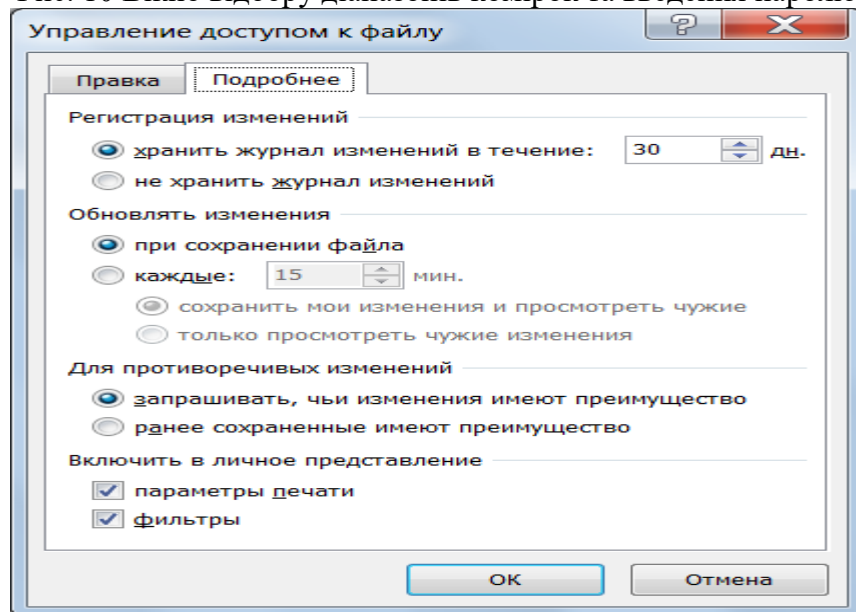 Управление доступом к файлу
Правка Подробнее
Регистрация изменений
хранить журнал изменений в течение: 30 дн.
не хранить журнал изменений
Обновлять изменения
при сохранении файла
каждые: 15 мин.
сохранить мои изменения и просмотреть чужие
только просмотреть чужие изменения
Для противоречивых изменений
запрашивать, чьи изменения имеют преимущество
ранее сохраненные имеют преимущество
Включить в личное представление
параметры печати
фильтры
ОК Отмена